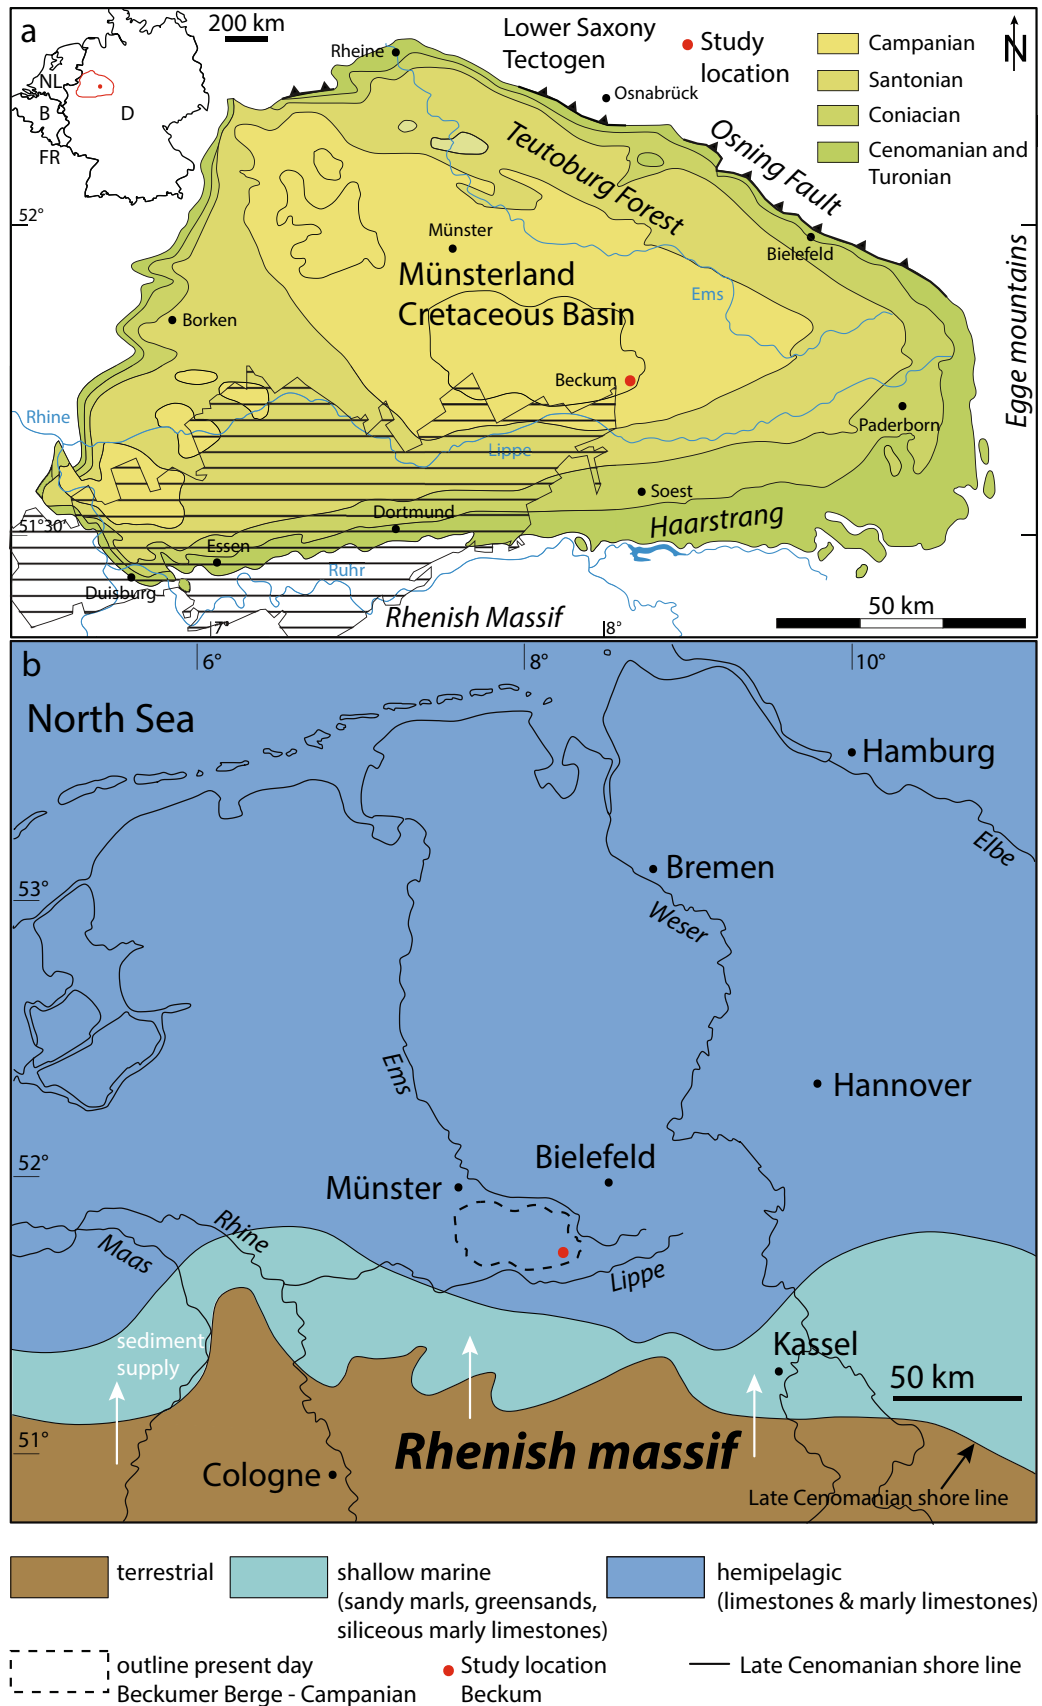 a
200 km
NL
B
D
FR
Rheine
Lower Saxony
Tectogen
Study
location
Osnabrück
Campanian
Santonian
Coniacian
Cenomanian and
Turonian
N
Teutoburg Forest
Osning Fault
52°
Münster
Bielefeld
Münsterland
Cretaceous Basin
Ems
Egge mountains
Borken
Beckum
Rhine
Paderborn
Lippe
Soest
51°30'
Dortmund
Haarstrang
Essen
Ruhr
Duisburg
Rhenish Massif
50 km
7°
8°
b
6°
8°
10°
North Sea
Hamburg
Elbe
Bremen
53°
Weser
Ems
Hannover
Bielefeld
52°
Münster
Rhine
Maas
Lippe
sediment
supply
Kassel
50 km
51°
Rhenish massif
Cologne
Late Cenomanian shore line
terrestrial
shallow marine
(sandy marls, greensands,
siliceous marly limestones)
hemipelagic
(limestones & marly limestones)
outline present day
Beckumer Berge - Campanian
Study location
Beckum
Late Cenomanian shore line